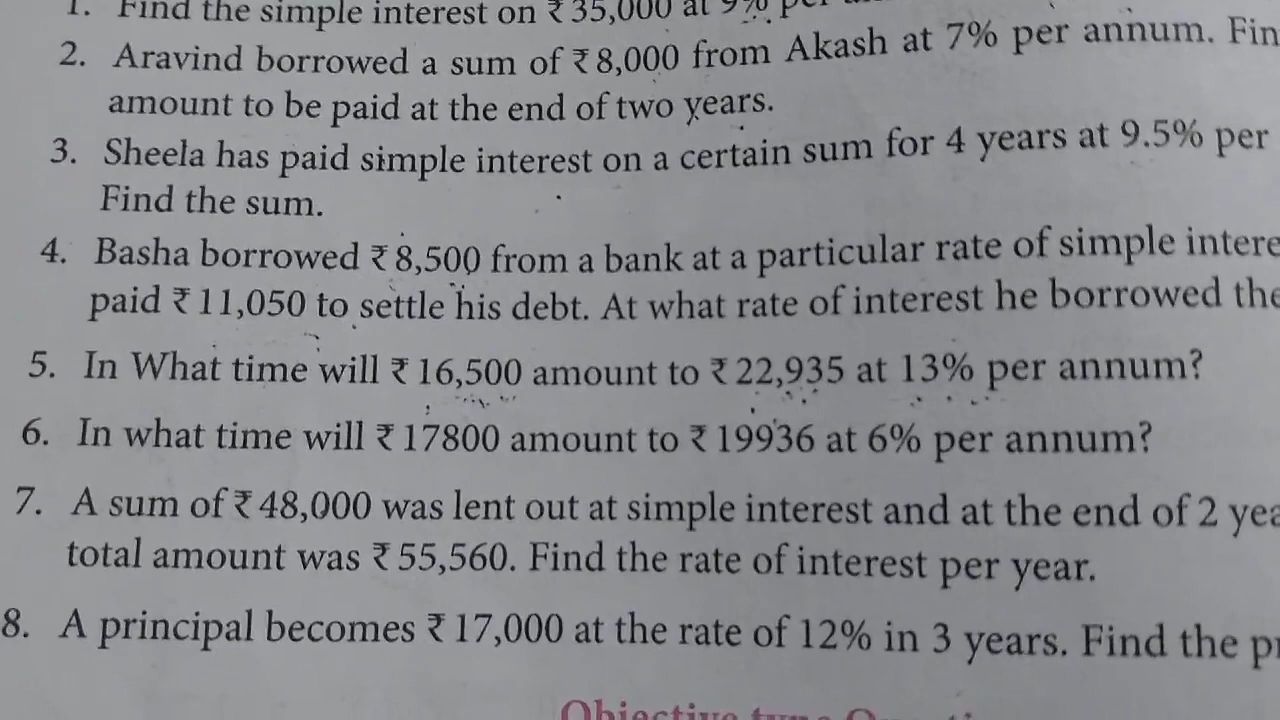 1. Find the simple interest on ₹ 35,000 at 9% per
2. Aravind borrowed a sum of ₹ 8,000 from Akash at 7% per annum. Fin
amount to be paid at the end of two years.
3. Sheela has paid simple interest on a certain sum for 4 years at 9.5% per
Find the sum.
4. Basha borrowed ₹ 8,500 from a bank at a particular rate of simple intere
paid ₹ 11,050 to settle his debt. At what rate of interest he borrowed the
5. In What time will ₹ 16,500 amount to ₹ 22,935 at 13% per annum?
6. In what time will ₹ 17800 amount to ₹ 19936 at 6% per annum?
7. A sum of ₹ 48,000 was lent out at simple interest and at the end of 2 yea
total amount was ₹ 55,560. Find the rate of interest per year.
8. A principal becomes ₹ 17,000 at the rate of 12% in 3 years. Find the pr
Objective type